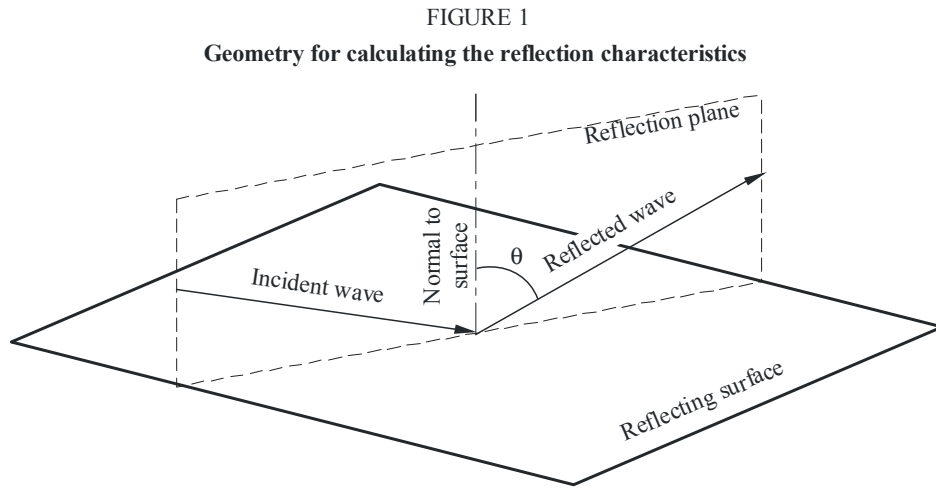 FIGURE 1
Geometry for calculating the reflection characteristics
Reflection plane
Normal to
surface
θ
Reflected wave
Incident wave
Reflecting surface